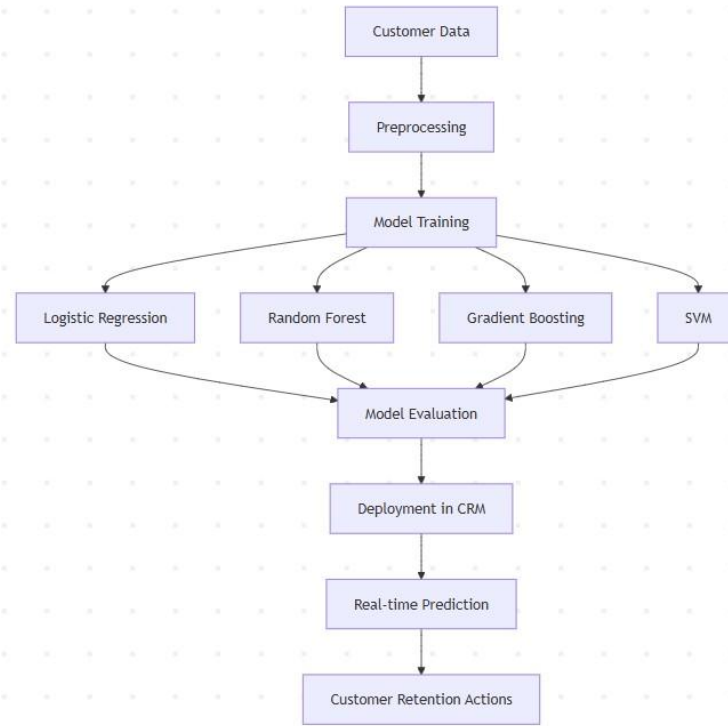 Customer Data
Preprocessing
Model Training
Logistic Regression
Random Forest
Gradient Boosting
SVM
Model Evaluation
Deployment in CRM
Real-time Prediction
Customer Retention Actions